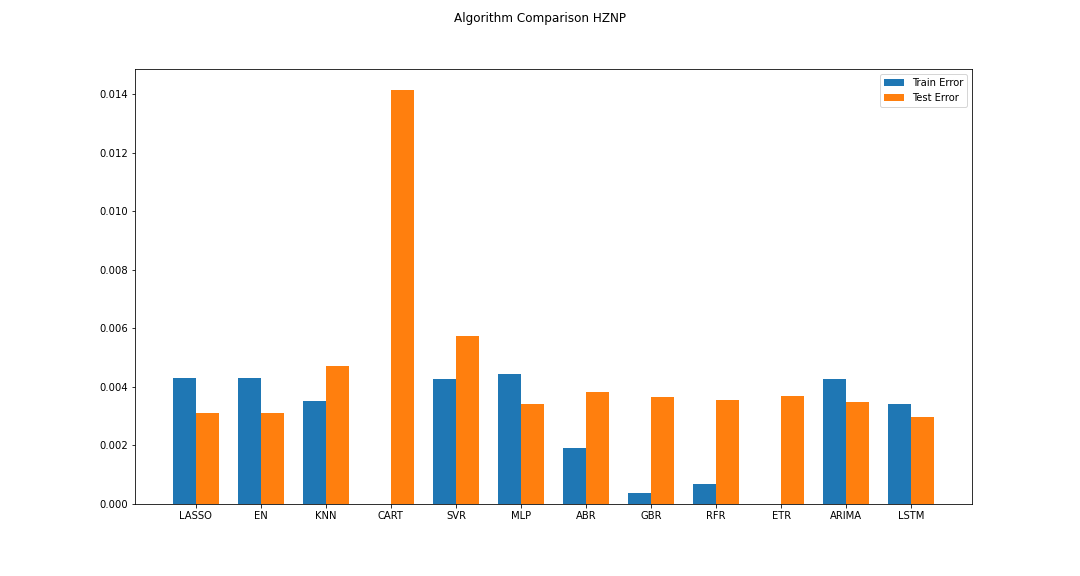 Algorithm Comparison HZNP
Train Error
Test Error
0.014
0.012
0.010
0.008
0.006
0.004
0.002
0.000
LASSO EN KNN CART SVR MLP ABR GBR RFR ETR ARIMA LSTM